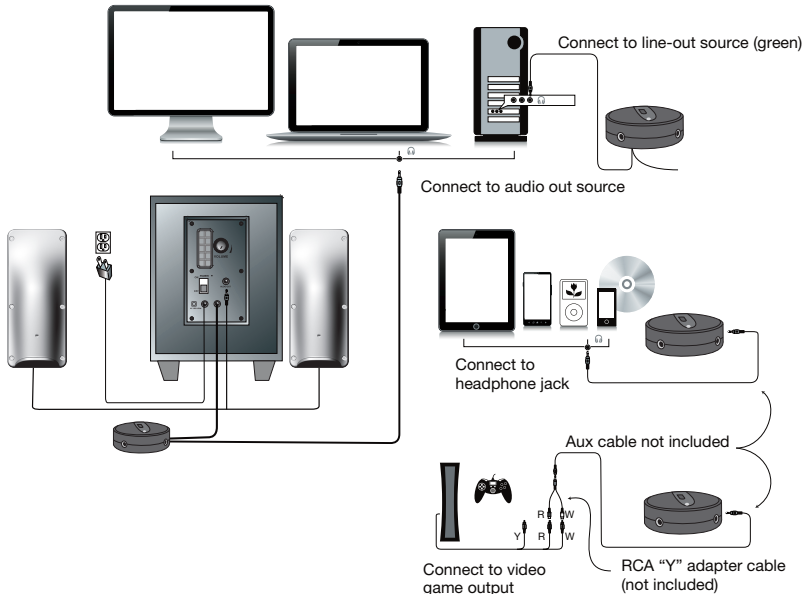 Connect to line-out source (green)
Connect to audio out source
VOLUME
Connect to
headphone jack
Aux cable not included
R W
Y R W
Connect to video
game output
RCA “Y” adapter cable
(not included)